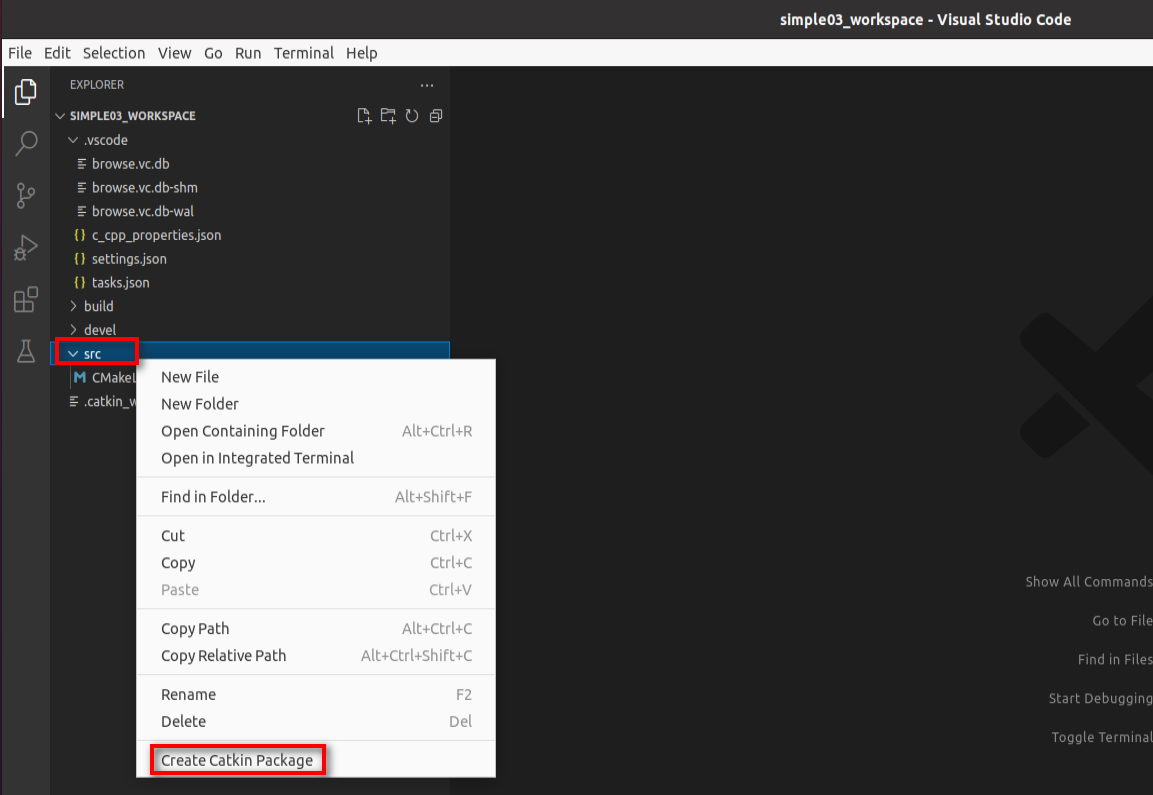 simple03_workspace - Visual Studio Code
File Edit Selection View Go Run Terminal Help
EXPLORER
SIMPLE03_WORKSPACE
.vscode
browse.vc.db
browse.vc.db-shm
browse.vc.db-wal
{} c_cpp_properties.json
{} settings.json
{} tasks.json
build
devel
src
M CMakeL
.catkin_w
New File
New Folder
Open Containing Folder Alt+Ctrl+R
Open in Integrated Terminal
Find in Folder... Alt+Shift+F
Cut Ctrl+X
Copy Ctrl+C
Paste Ctrl+V
Copy Path Alt+Ctrl+C
Copy Relative Path Alt+Ctrl+Shift+C
Rename F2
Delete Del
Create Catkin Package
Show All Commands
Go to File
Find in Files
Start Debugging
Toggle Terminal